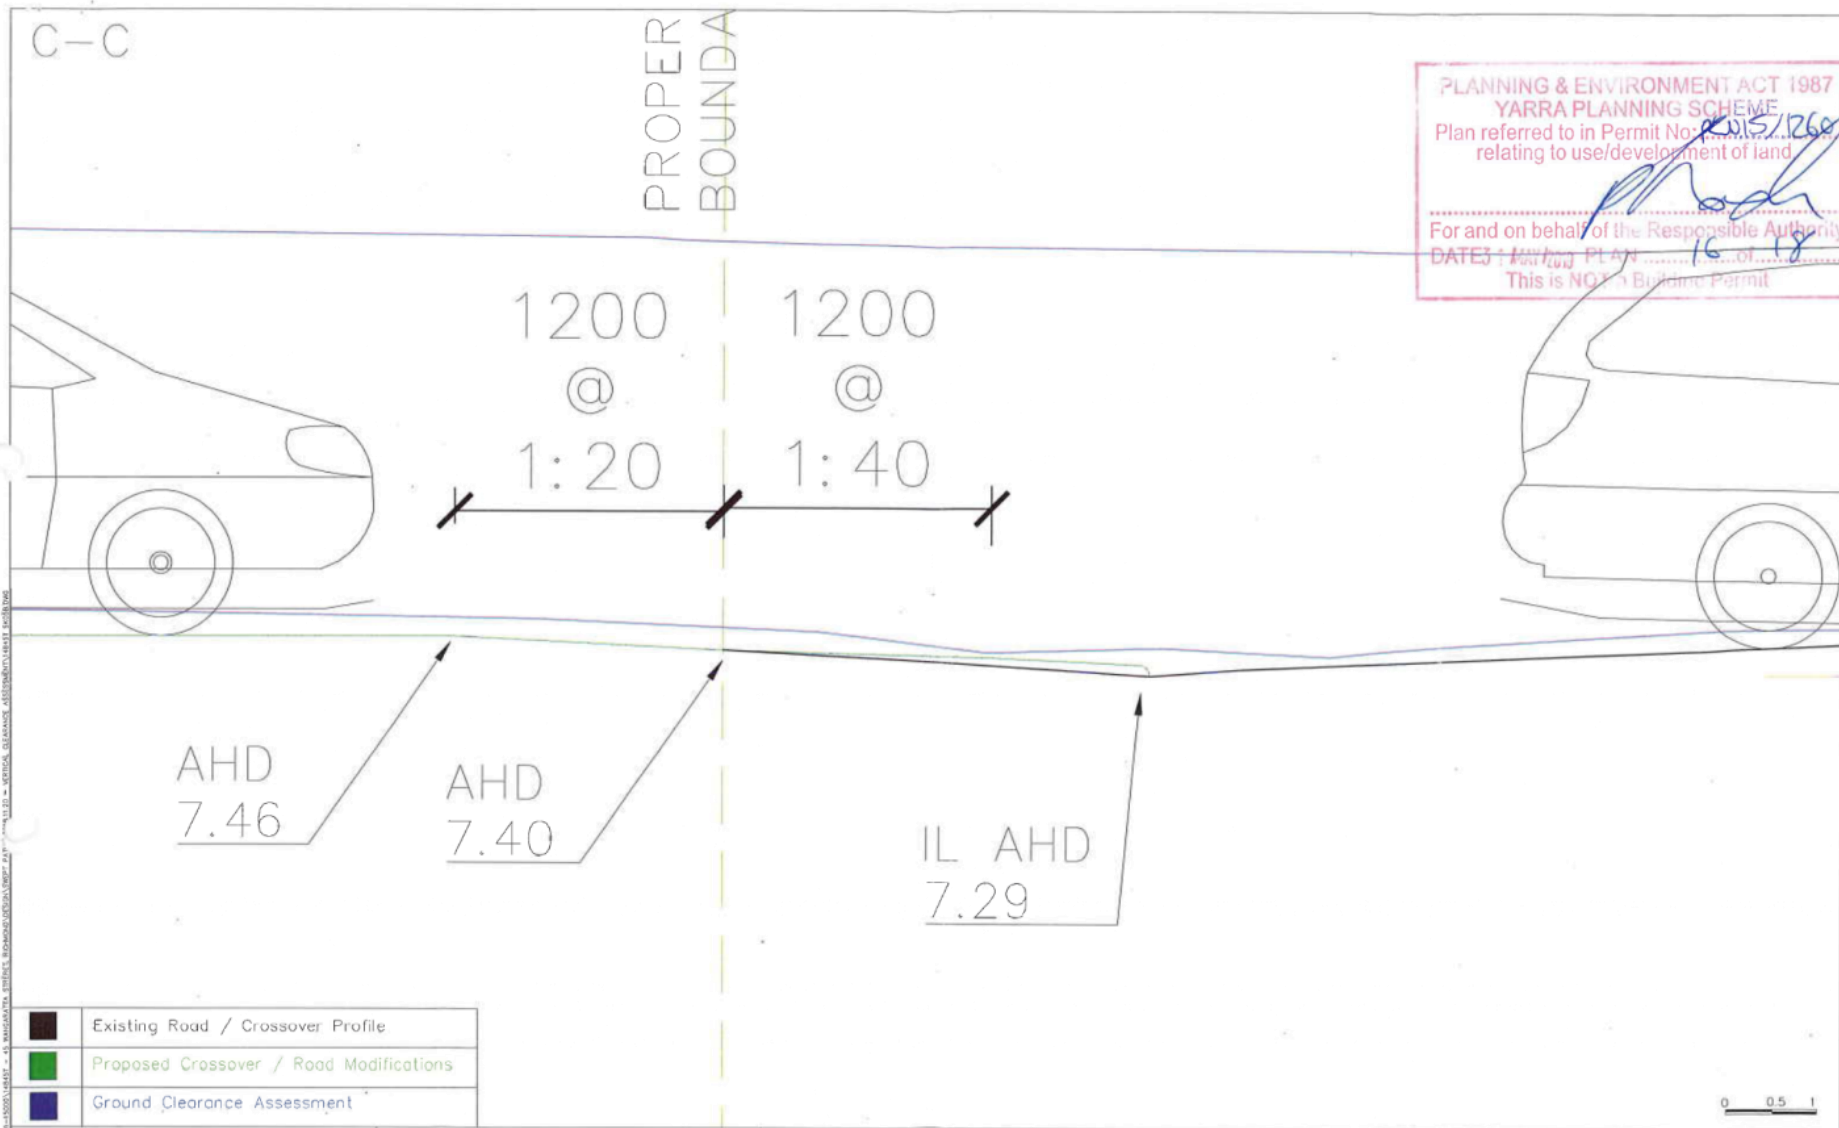 C-C
PROPER
BOUNDA
PLANNING & ENVIRONMENT ACT 1987
YARRA PLANNING SCHEME
Plan referred to in Permit No:
relating to use/development of land
For and on behalf of the Responsible Authority
DATE PLAN 16 of 18
This is NOT a Building Permit
1200
@
1:20
1200
@
1:40
AHD
7.46
AHD
7.40
IL AHD
7.29
Existing Road / Crossover Profile
Proposed Crossover / Road Modifications
Ground Clearance Assessment
0 0.5 1